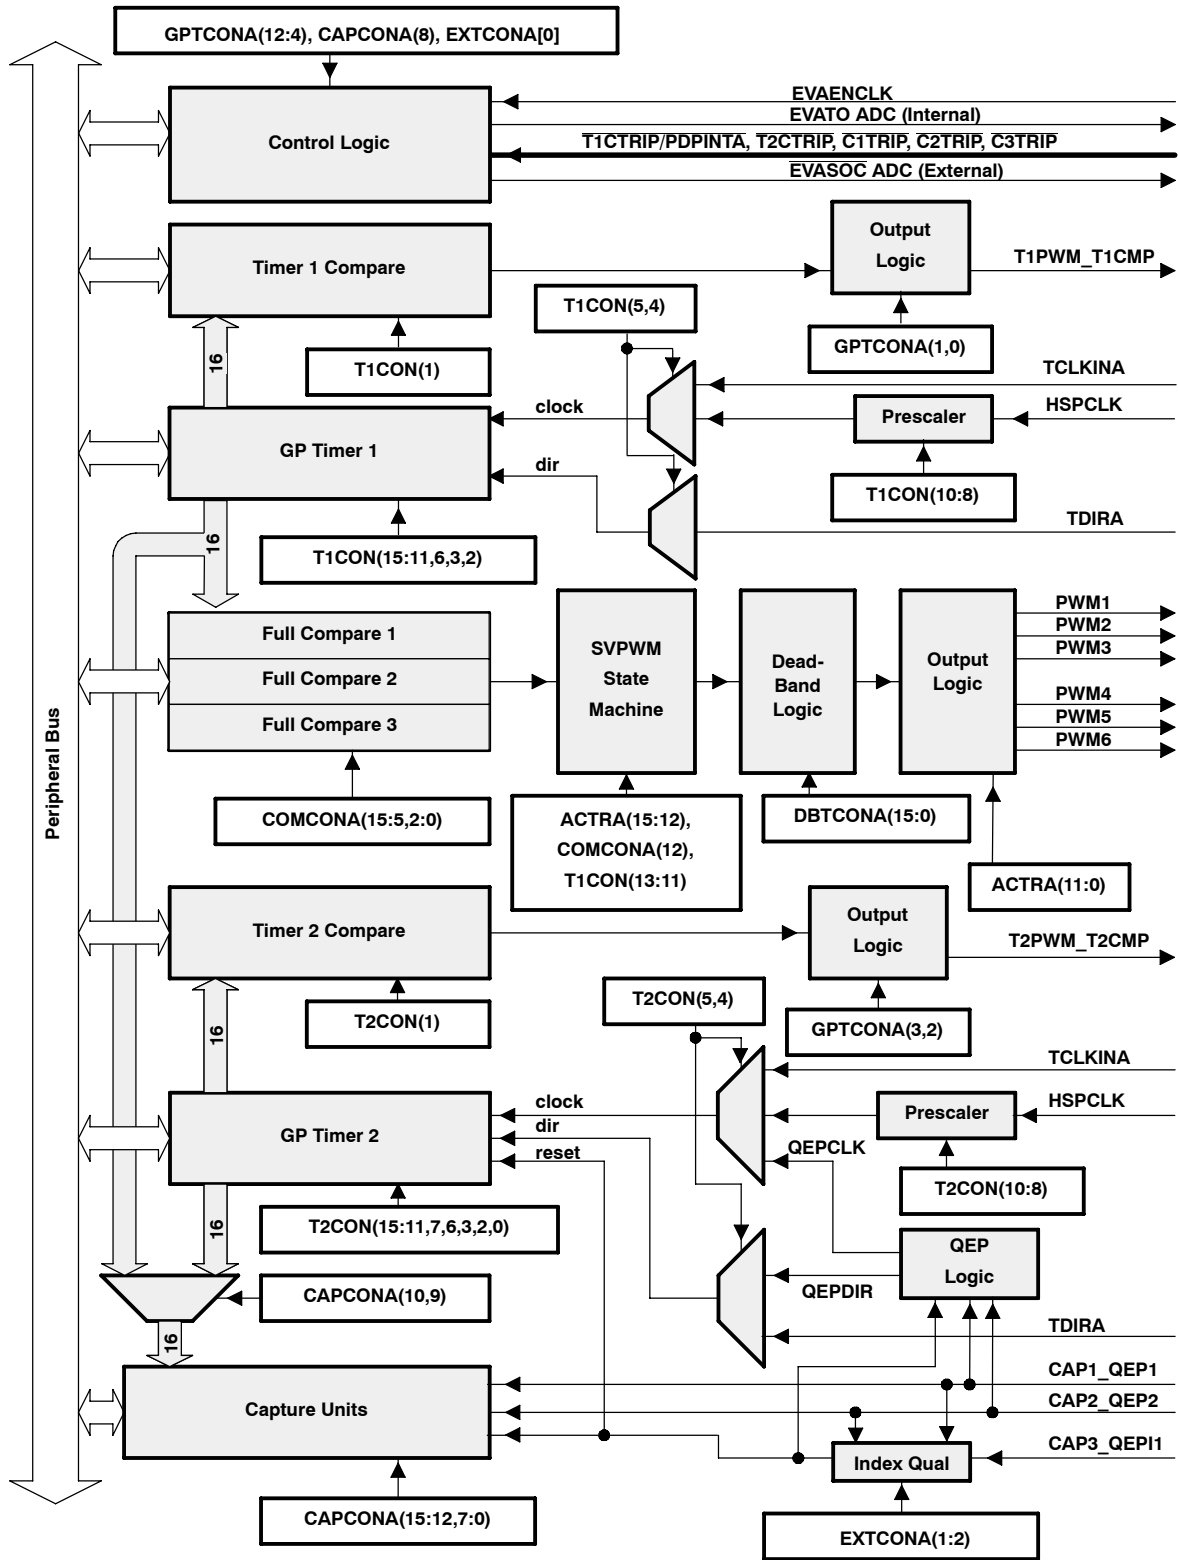 GPTCONA(12:4), CAPCONA(8), EXTCONA[0]
Control Logic
EVAENCLK
EVATO ADC (Internal)
T1CTRIP/PDPINTA, T2CTRIP, C1TRIP, C2TRIP, C3TRIP
EVASOC ADC (External)
Timer 1 Compare
Output
Logic
T1PWM_T1CMP
T1CON(5,4)
GPTCONA(1,0)
16
T1CON(1)
TCLKINA
clock
Prescaler
HSPCLK
GP Timer 1
dir
T1CON(10:8)
TDIRA
16
T1CON(15:11,6,3,2)
Full Compare 1
Full Compare 2
Full Compare 3
SVPWM
State
Machine
Dead-
Band
Logic
Output
Logic
PWM1
PWM2
PWM3
PWM4
PWM5
PWM6
Peripheral Bus
COMCONA(15:5,2:0)
ACTRA(15:12),
COMCONA(12),
T1CON(13:11)
DBTCONA(15:0)
ACTRA(11:0)
Timer 2 Compare
Output
Logic
T2PWM_T2CMP
T2CON(5,4)
GPTCONA(3,2)
16
T2CON(1)
TCLKINA
clock
Prescaler
HSPCLK
GP Timer 2
dir
reset
QEPCLK
T2CON(10:8)
16
T2CON(15:11,7,6,3,2,0)
QEP
Logic
QEPDIR
CAPCONA(10,9)
TDIRA
16
CAP1_QEP1
Capture Units
CAP2_QEP2
Index Qual
CAP3_QEPI1
CAPCONA(15:12,7:0)
EXTCONA(1:2)